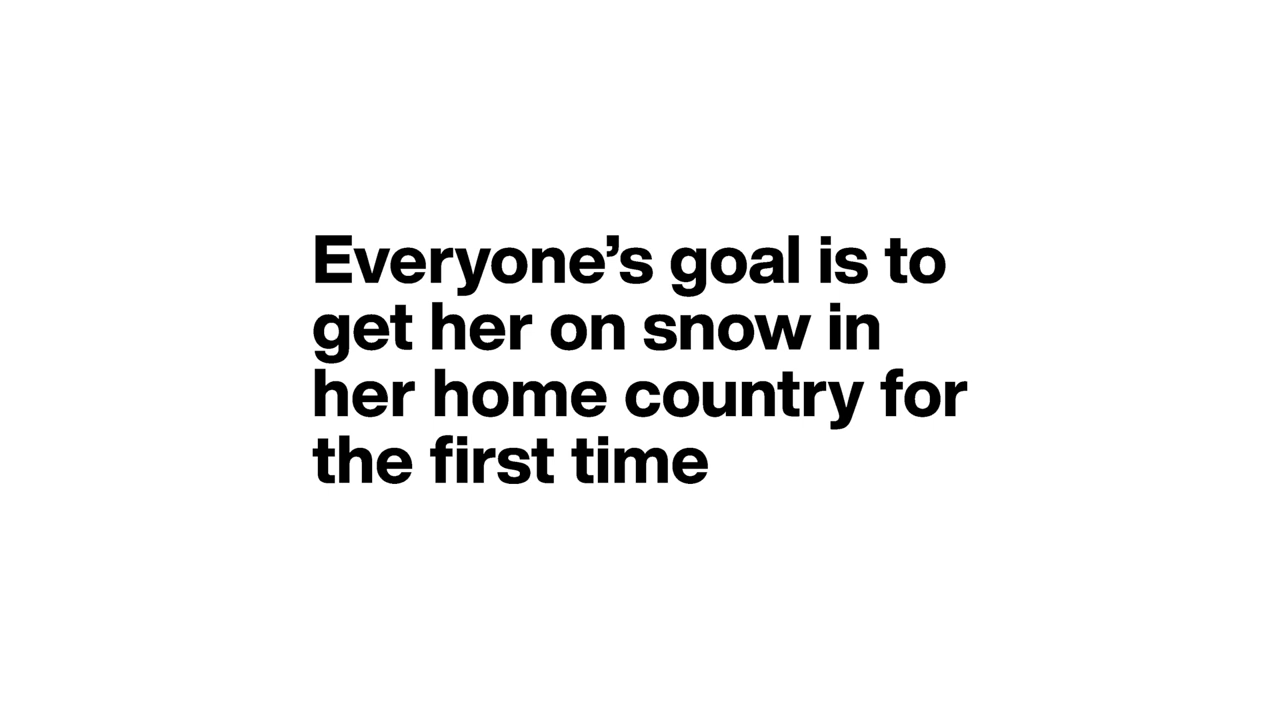 Everyone’s goal is to
get her on snow in
her home country for
the first time